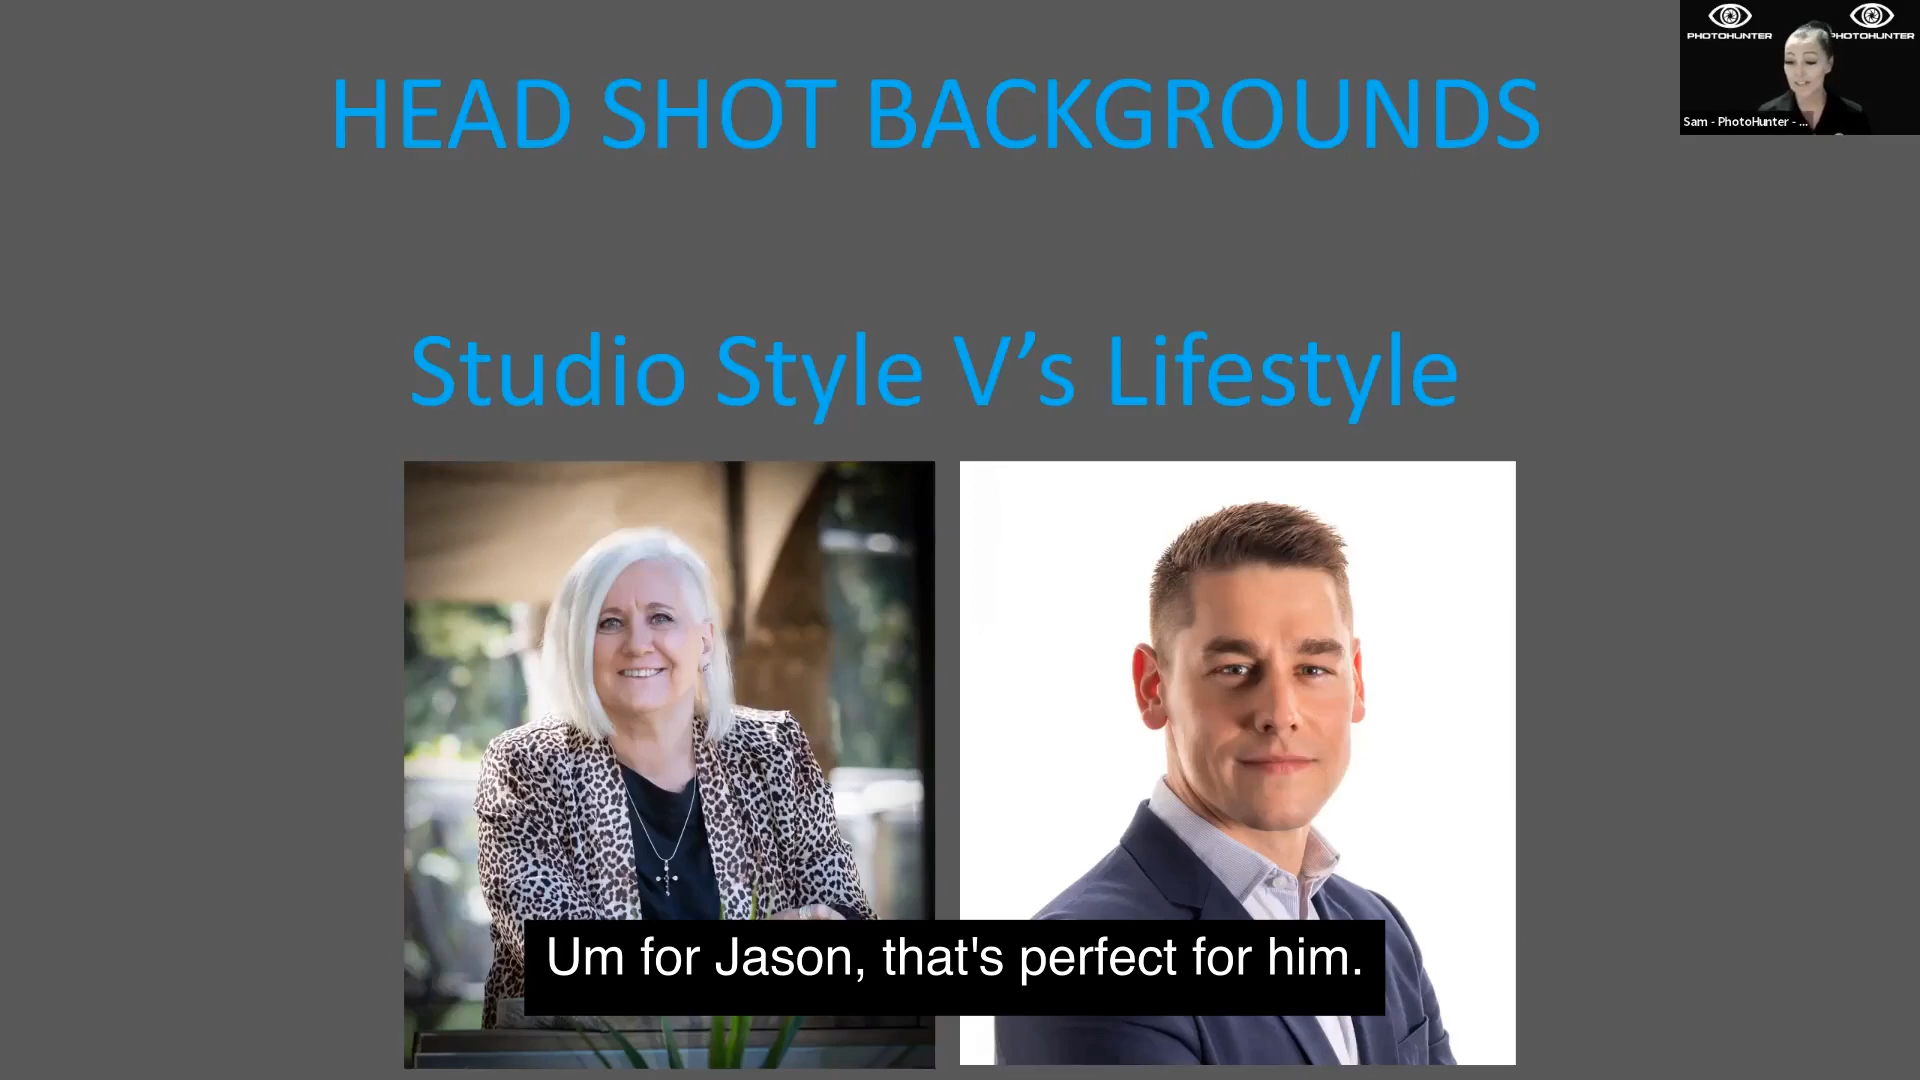 HEAD SHOT BACKGROUNDS
PHOTOHUNTER
PHOTOHUNTER
Sam - PhotoHunter - ...
Studio Style V’s Lifestyle
Um for Jason, that's perfect for him.